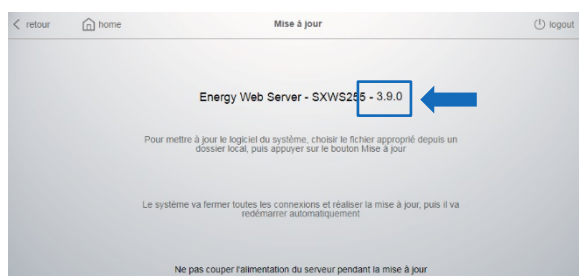 retour home Mise à jour logout
Energy Web Server - SXWS255 - 3.9.0
Pour mettre à jour le logiciel du système, choisir le fichier approprié depuis un
dossier local, puis appuyer sur le bouton Mise à jour
Le système va fermer toutes les connexions et réaliser la mise à jour, puis il va
redémarrer automatiquement
Ne pas couper l'alimentation du serveur pendant la mise à jour